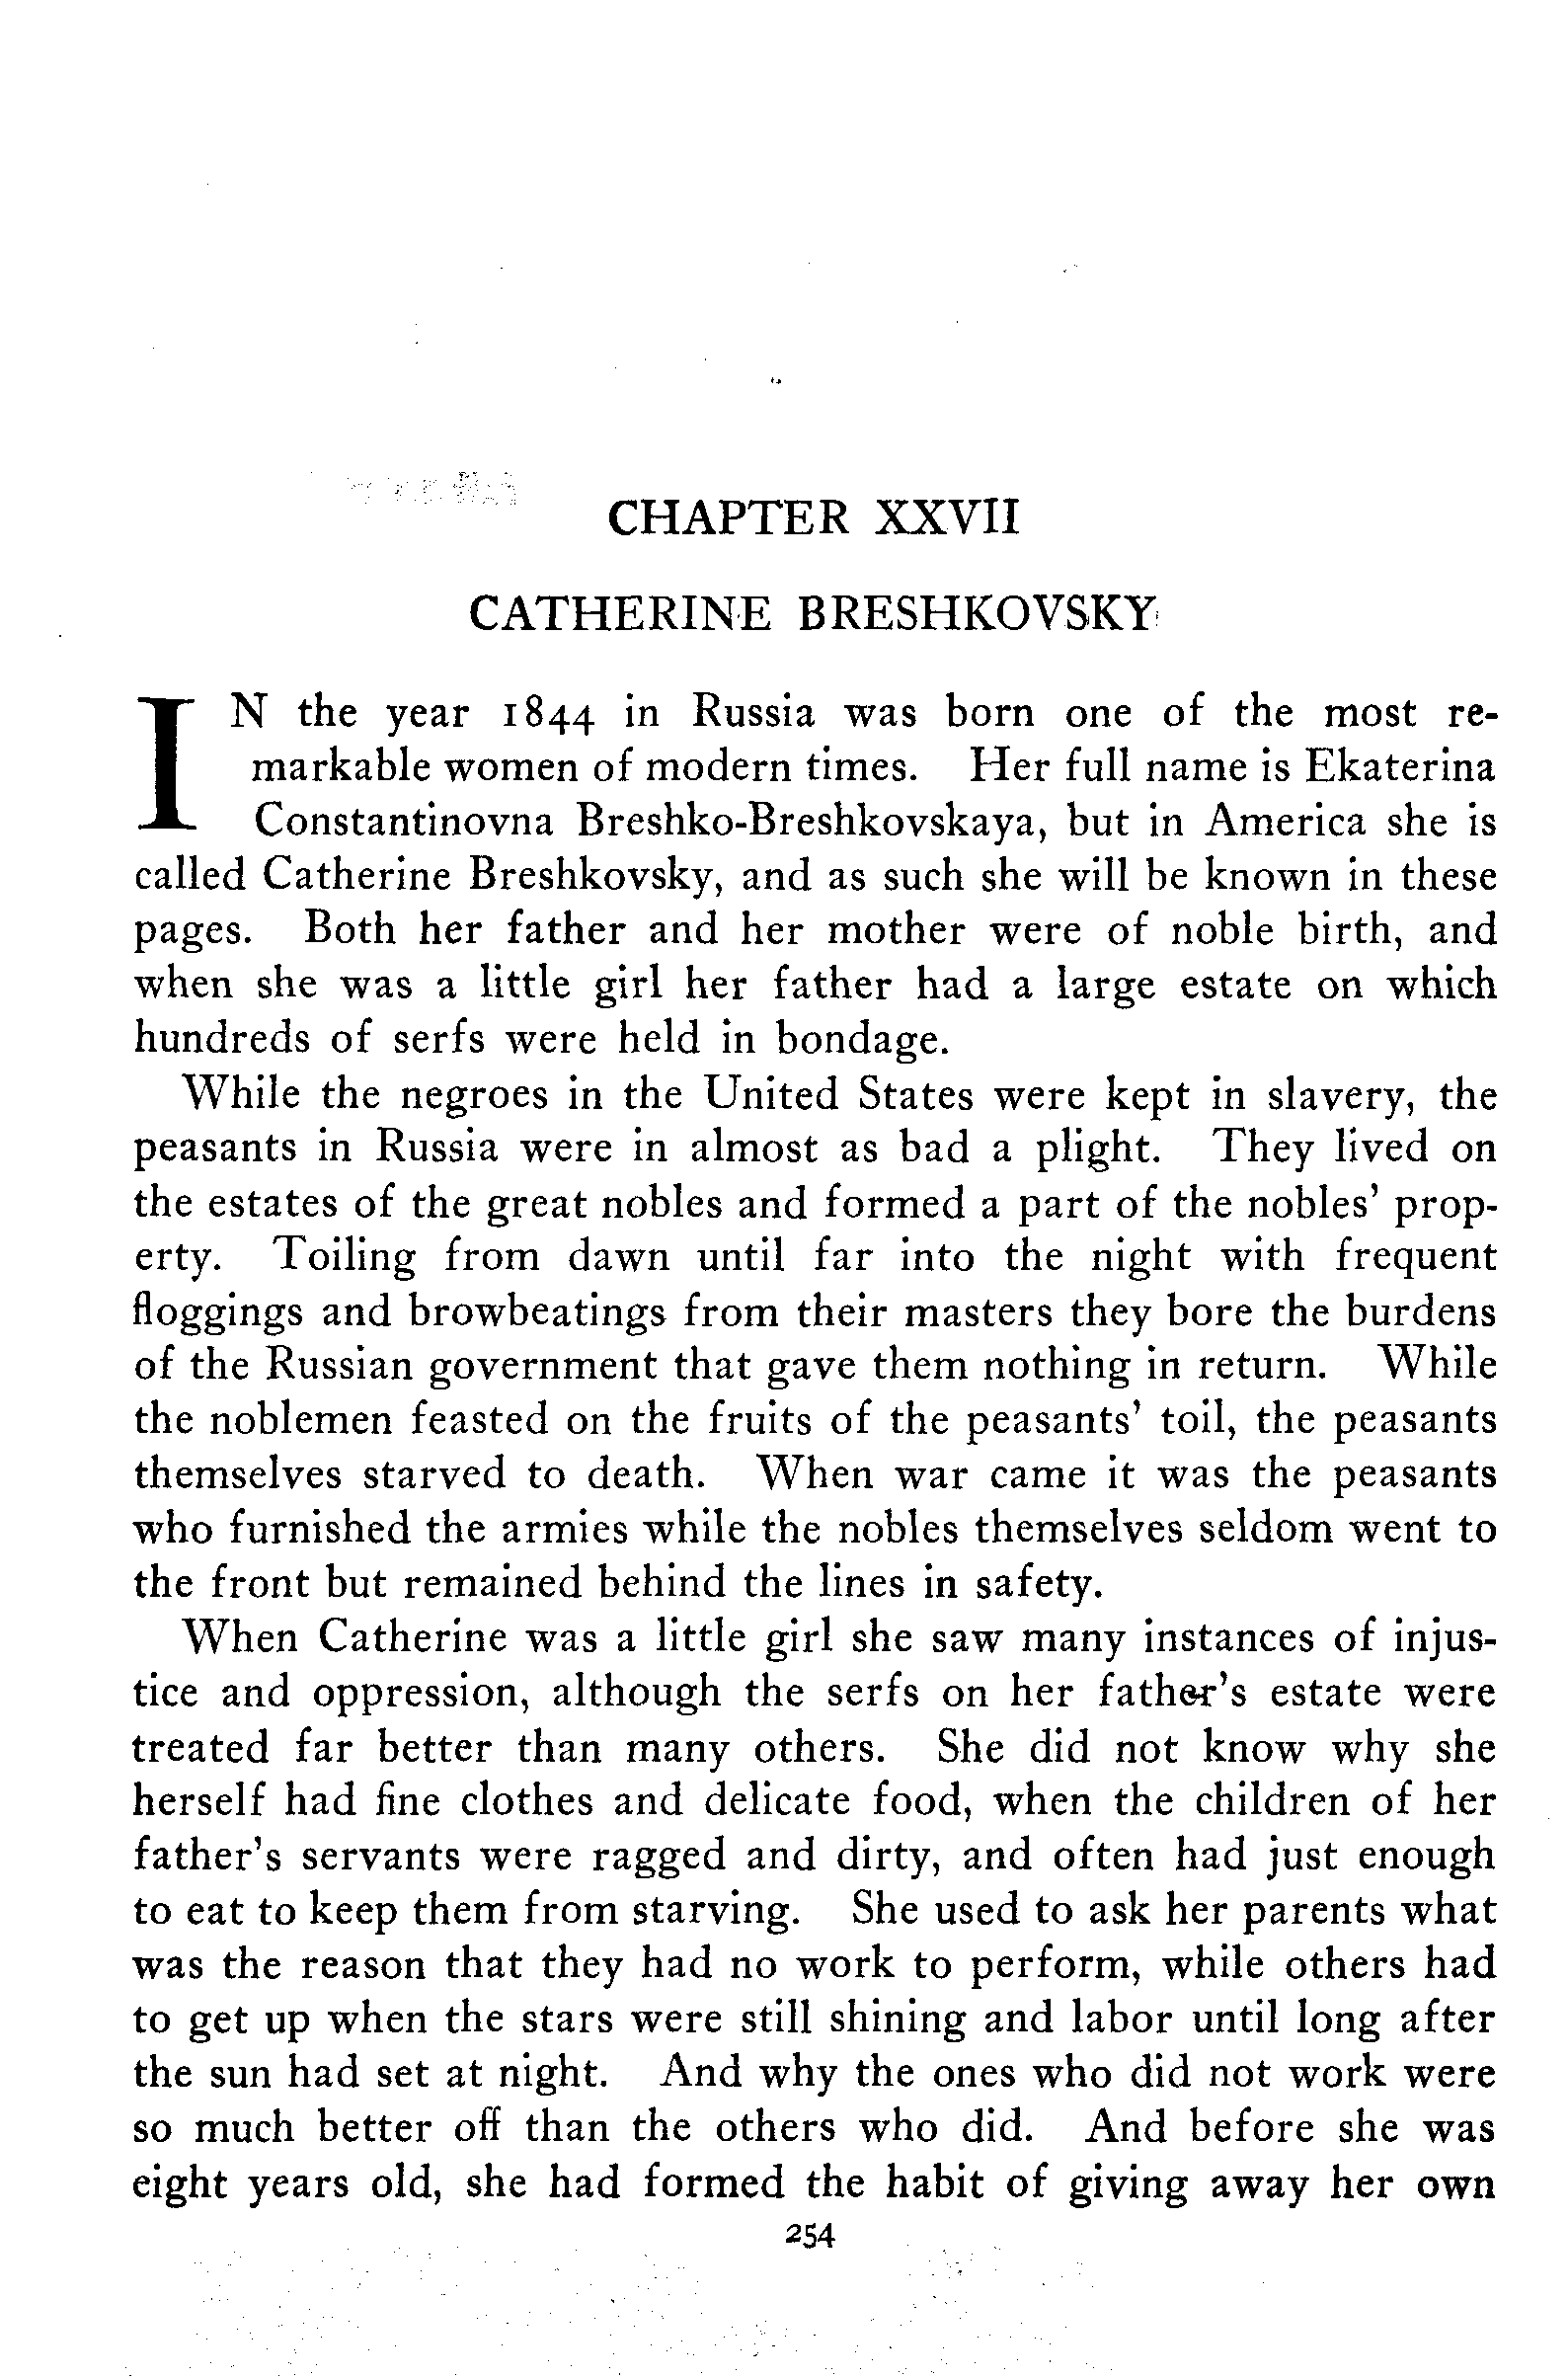 CHAPTER XXVII
CATHERINE BRESHKOVSKY
IN the year 1844 in Russia was born one of the most re-
markable women of modern times. Her full name is Ekaterina
Constantinovna Breshko-Breshkovskaya, but in America she is
called Catherine Breshkovsky, and as such she will be known in these
pages. Both her father and her mother were of noble birth, and
when she was a little girl her father had a large estate on which
hundreds of serfs were held in bondage.
While the negroes in the United States were kept in slavery, the
peasants in Russia were in almost as bad a plight. They lived on
the estates of the great nobles and formed a part of the nobles' prop-
erty. Toiling from dawn until far into the night with frequent
floggings and browbeatings from their masters they bore the burdens
of the Russian government that gave them nothing in return. While
the noblemen feasted on the fruits of the peasants' toil, the peasants
themselves starved to death. When war came it was the peasants
who furnished the armies while the nobles themselves seldom went to
the front but remained behind the lines in safety.
When Catherine was a little girl she saw many instances of injus-
tice and oppression, although the serfs on her father's estate were
treated far better than many others. She did not know why she
herself had fine clothes and delicate food, when the children of her
father's servants were ragged and dirty, and often had just enough
to eat to keep them from starving. She used to ask her parents what
was the reason that they had no work to perform, while others had
to get up when the stars were still shining and labor until long after
the sun had set at night. And why the ones who did not work were
so much better off than the others who did. And before she was
eight years old, she had formed the habit of giving away her own
254